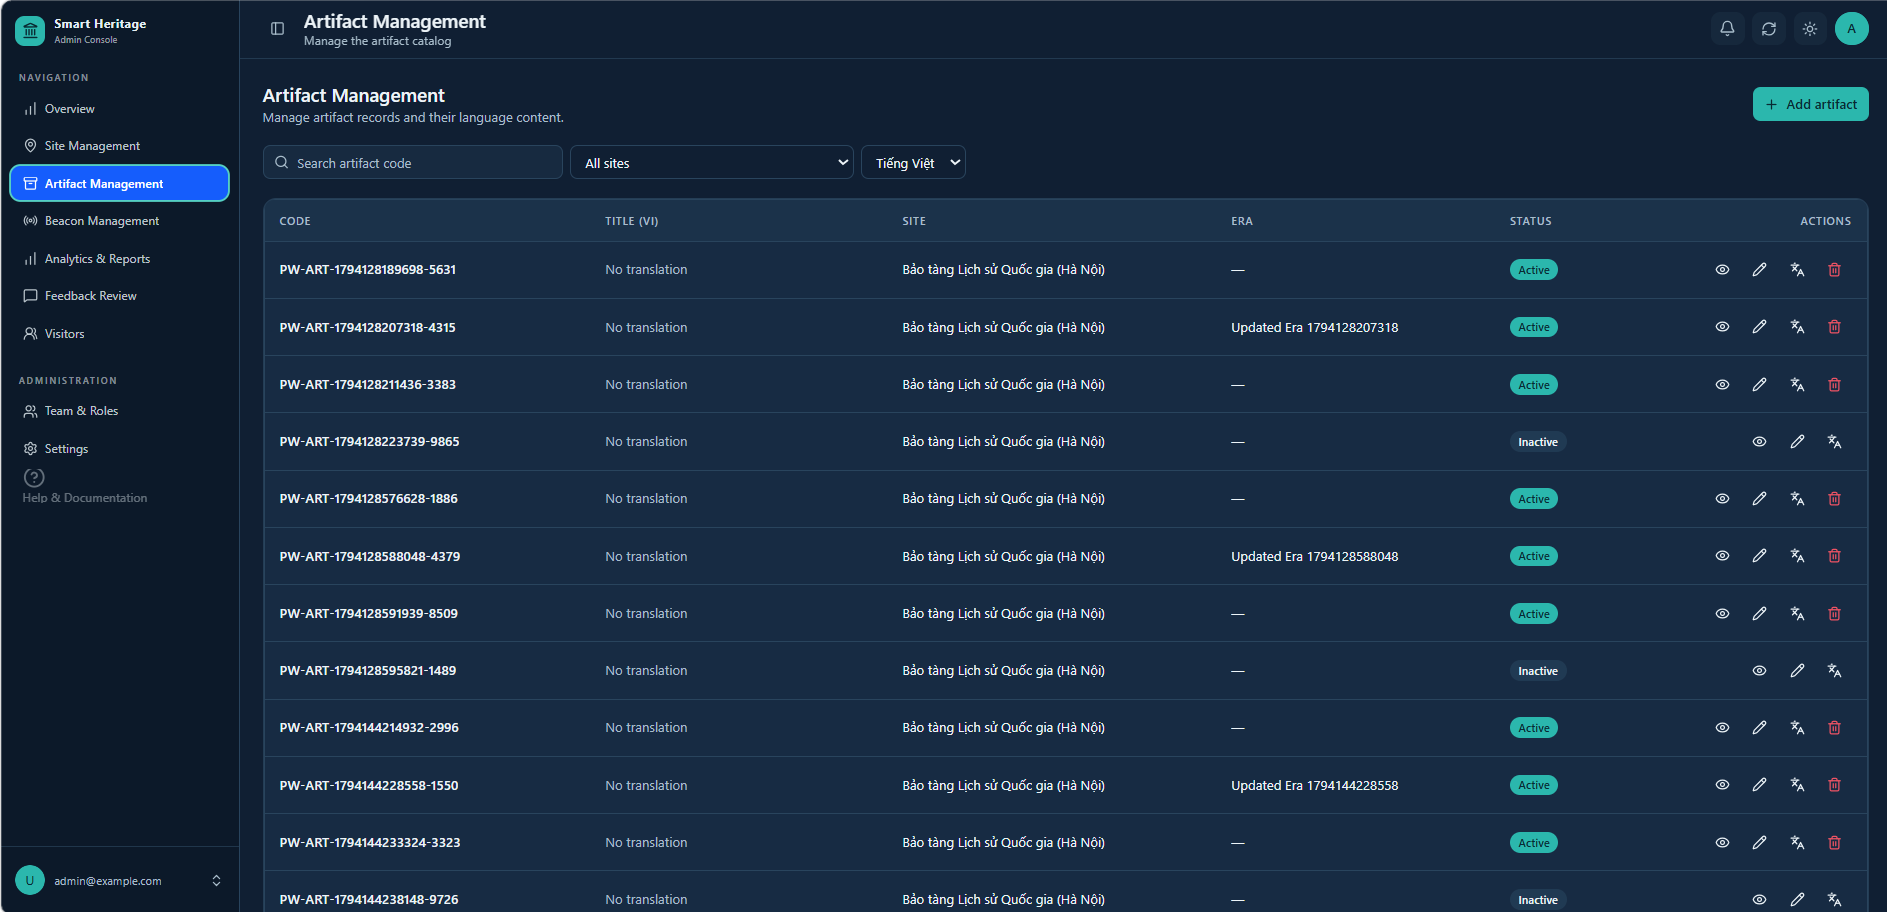 Smart Heritage
Admin Console
NAVIGATION
Overview
Site Management
Artifact Management
Beacon Management
Analytics & Reports
Feedback Review
Visitors
ADMINISTRATION
Team & Roles
Settings
Help & Documentation
U admin@example.com
Artifact Management
Manage the artifact catalog
A
Artifact Management
Manage artifact records and their language content.
+ Add artifact
Search artifact code All sites Tiếng Việt
CODE TITLE (VI) SITE ERA STATUS ACTIONS
PW-ART-1794128189698-5631 No translation Bảo tàng Lịch sử Quốc gia (Hà Nội) — Active
PW-ART-1794128207318-4315 No translation Bảo tàng Lịch sử Quốc gia (Hà Nội) Updated Era 1794128207318 Active
PW-ART-1794128211436-3383 No translation Bảo tàng Lịch sử Quốc gia (Hà Nội) — Active
PW-ART-1794128223739-9865 No translation Bảo tàng Lịch sử Quốc gia (Hà Nội) — Inactive
PW-ART-1794128576628-1886 No translation Bảo tàng Lịch sử Quốc gia (Hà Nội) — Active
PW-ART-1794128588048-4379 No translation Bảo tàng Lịch sử Quốc gia (Hà Nội) Updated Era 1794128588048 Active
PW-ART-1794128591939-8509 No translation Bảo tàng Lịch sử Quốc gia (Hà Nội) — Active
PW-ART-1794128595821-1489 No translation Bảo tàng Lịch sử Quốc gia (Hà Nội) — Inactive
PW-ART-1794144214932-2996 No translation Bảo tàng Lịch sử Quốc gia (Hà Nội) — Active
PW-ART-1794144228558-1550 No translation Bảo tàng Lịch sử Quốc gia (Hà Nội) Updated Era 1794144228558 Active
PW-ART-1794144233324-3323 No translation Bảo tàng Lịch sử Quốc gia (Hà Nội) — Active
PW-ART-1794144238148-9726 No translation Bảo tàng Lịch sử Quốc gia (Hà Nội) — Inactive